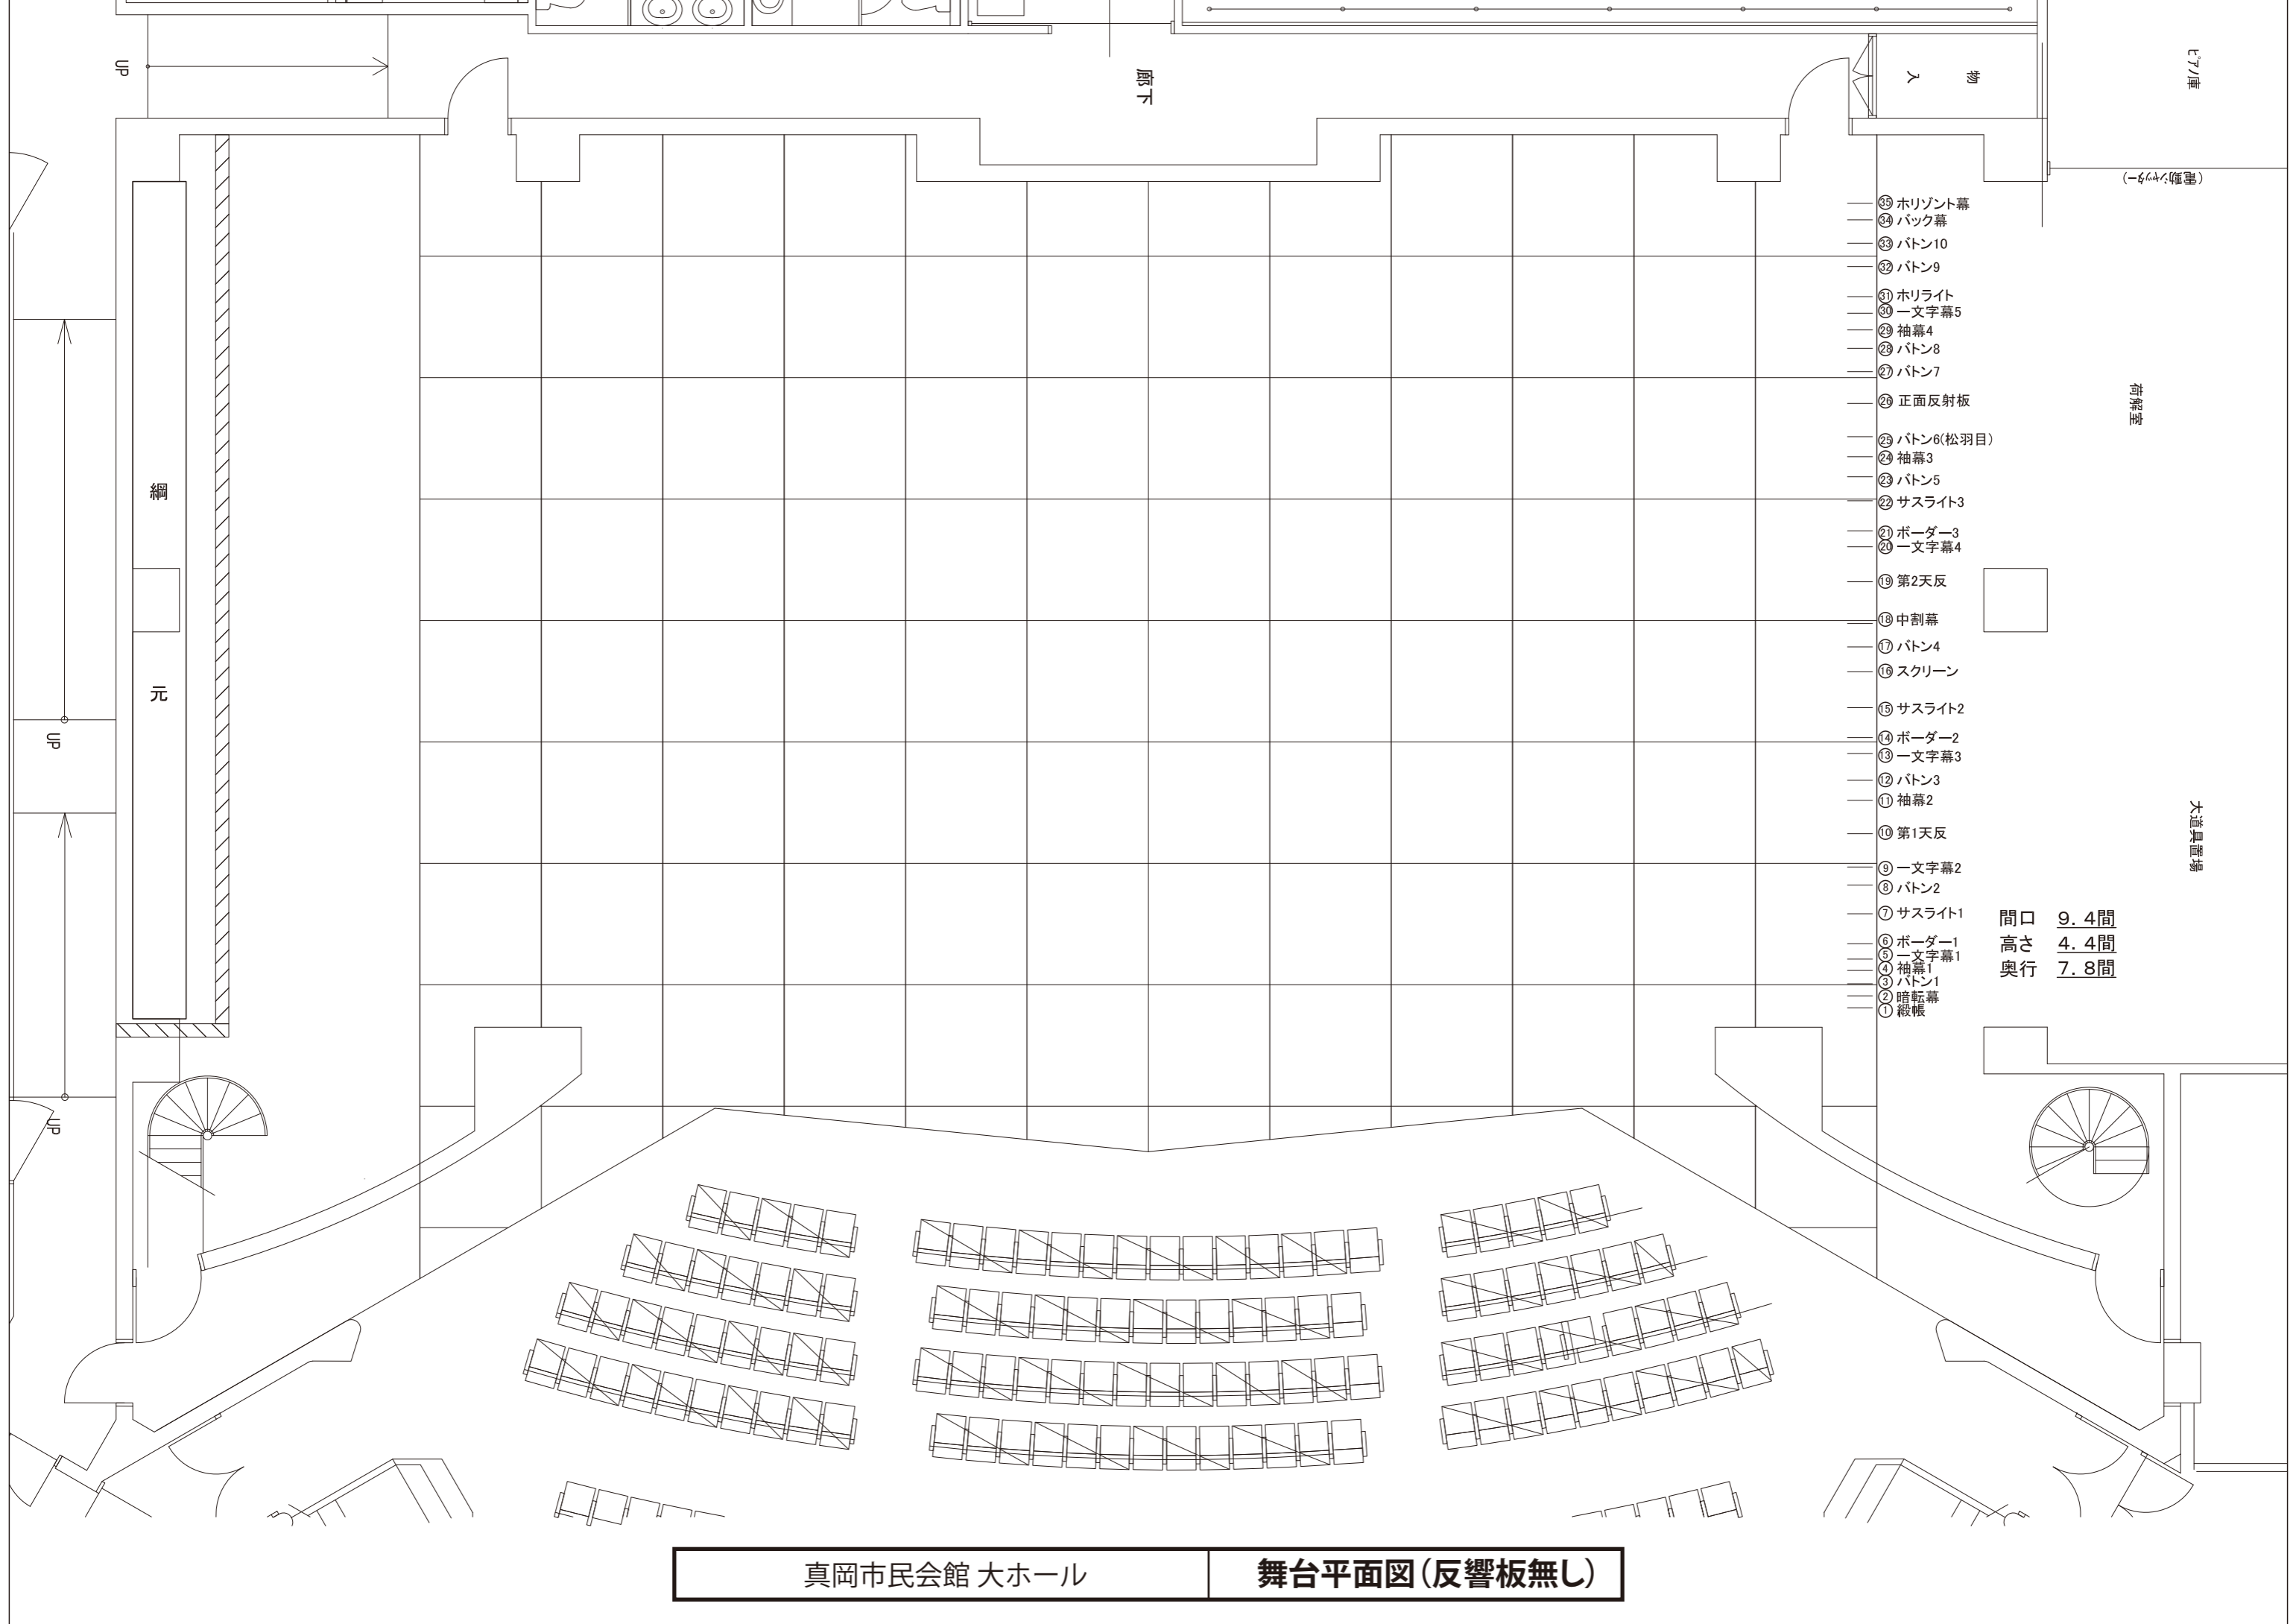 UP
廊下
物入
ピアノ庫
(電動シャッター)
㉟ ホリゾント幕
㉞ バック幕
㉝ バトン10
㉜ バトン9
㉛ ホリライト
㉚ 一文字幕5
㉙ 袖幕4
㉘ バトン8
㉗ バトン7
㉖ 正面反射板
㉕ バトン6(松羽目)
㉔ 袖幕3
㉓ バトン5
㉒ サスライト3
㉑ ボーダー3
⑳ 一文字幕4
⑲ 第2天反
⑱ 中割幕
⑰ バトン4
⑯ スクリーン
⑮ サスライト2
⑭ ボーダー2
⑬ 一文字幕3
⑫ バトン3
⑪ 袖幕2
⑩ 第1天反
⑨ 一文字幕2
⑧ バトン2
⑦ サスライト1
⑥ ボーダー1
⑤ 一文字幕1
④ 袖幕1
③ バトン1
② 暗転幕
① 緞帳
荷解室
大道具置場
綱元
UP
UP
間口 9.4間
高さ 4.4間
奥行 7.8間
真岡市民会館 大ホール
舞台平面図(反響板無し)